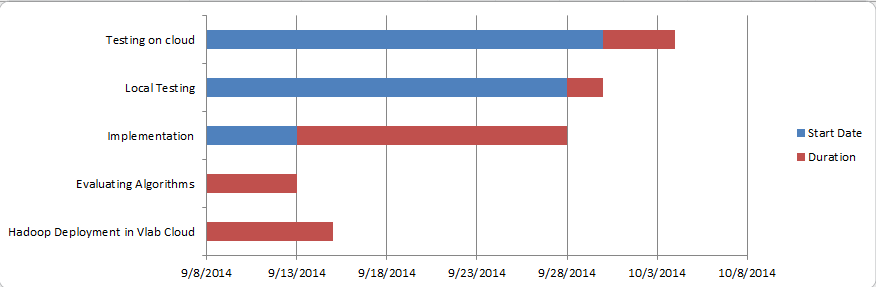 Testing on cloud
Local Testing
Implementation
Evaluating Algorithms
Hadoop Deployment in Vlab Cloud
9/8/2014 9/13/2014 9/18/2014 9/23/2014 9/28/2014 10/3/2014 10/8/2014
Start Date
Duration